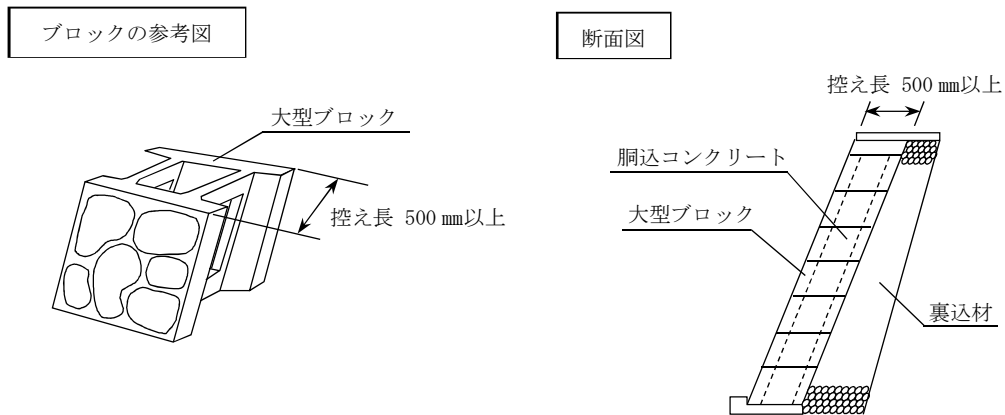 ブロックの参考図
大型ブロック
控え長 500 ㎜以上
断面図
控え長 500 ㎜以上
胴込コンクリート
大型ブロック
裏込材